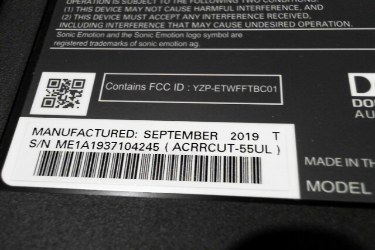 OPERATION IS SUBJECT TO THE FOLLOWING TWO CONDITIONS:
(1) THIS DEVICE MAY NOT CAUSE HARMFUL INTERFERENCE, AND
(2) THIS DEVICE MUST ACCEPT ANY INTERFERENCE RECEIVED,
INCLUDING INTERFERENCE THAT MAY CAUSE UNDESIRED OPERATION.
Sonic Emotion and the Sonic Emotion logo symbol are
registered trademarks of sonic emotion ag.
Contains FCC ID : YZP-ETWFFTBC01
MANUFACTURED: SEPTEMBER 2019 T
S/N ME1A1937104245 ( ACRRCUT-55UL )
MADE IN
MODEL